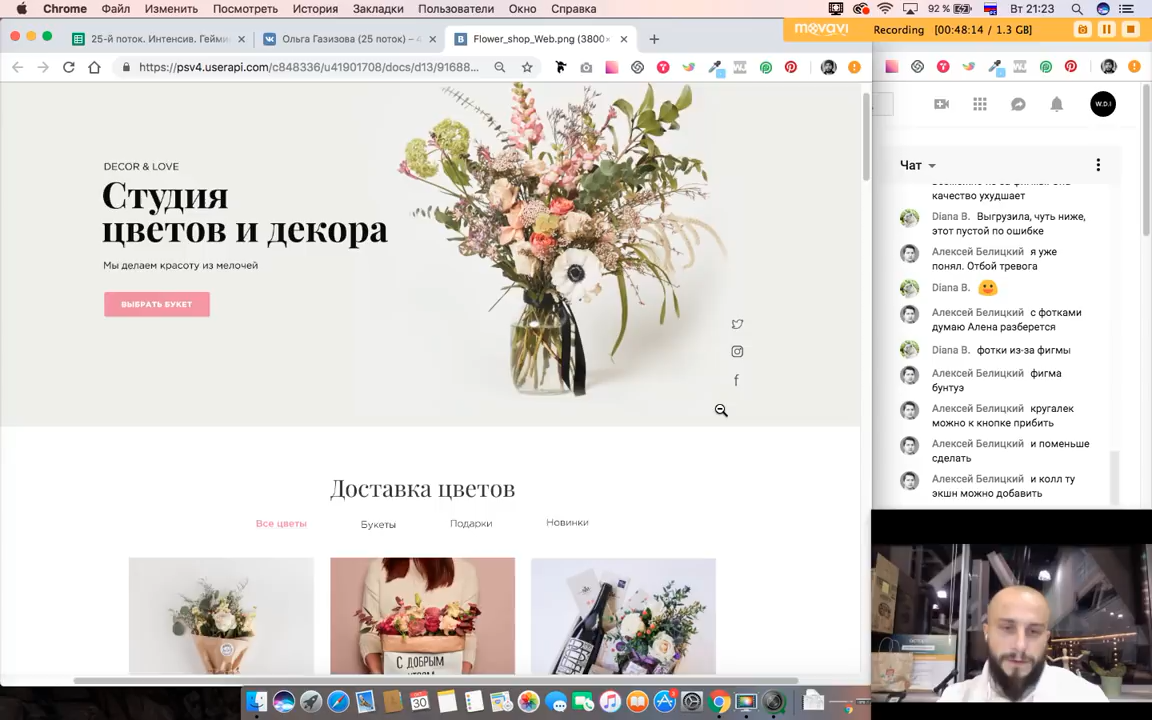 Chrome Файл Изменить Посмотреть История Закладки Пользователи Окно Справка
92 % Вт 21:23
movavi Recording [00:48:14 / 1.3 GB]
25-й поток. Интенсив. Гейми
Ольга Газизова (25 поток) – 4
Flower_shop_Web.png (3800×
https://psv4.userapi.com/c848336/u41901708/docs/d13/91688...
DECOR & LOVE
Студия
цветов и декора
Мы делаем красоту из мелочей
ВЫБРАТЬ БУКЕТ
Доставка цветов
Все цветы Букеты Подарки Новинки
С ДОБРЫМ
W.D.I
Чат
качество ухудшает
Diana B. Выгрузила, чуть ниже,
этот пустой по ошибке
Алексей Белицкий я уже
понял. Отбой тревога
Diana B.
Алексей Белицкий с фотками
думаю Алена разберется
Diana B. фотки из-за фигмы
Алексей Белицкий фигма
бунтуэ
Алексей Белицкий кругалек
можно к кнопке прибить
Алексей Белицкий и поменьше
сделать
Алексей Белицкий и колл ту
экшн можно добавить
30